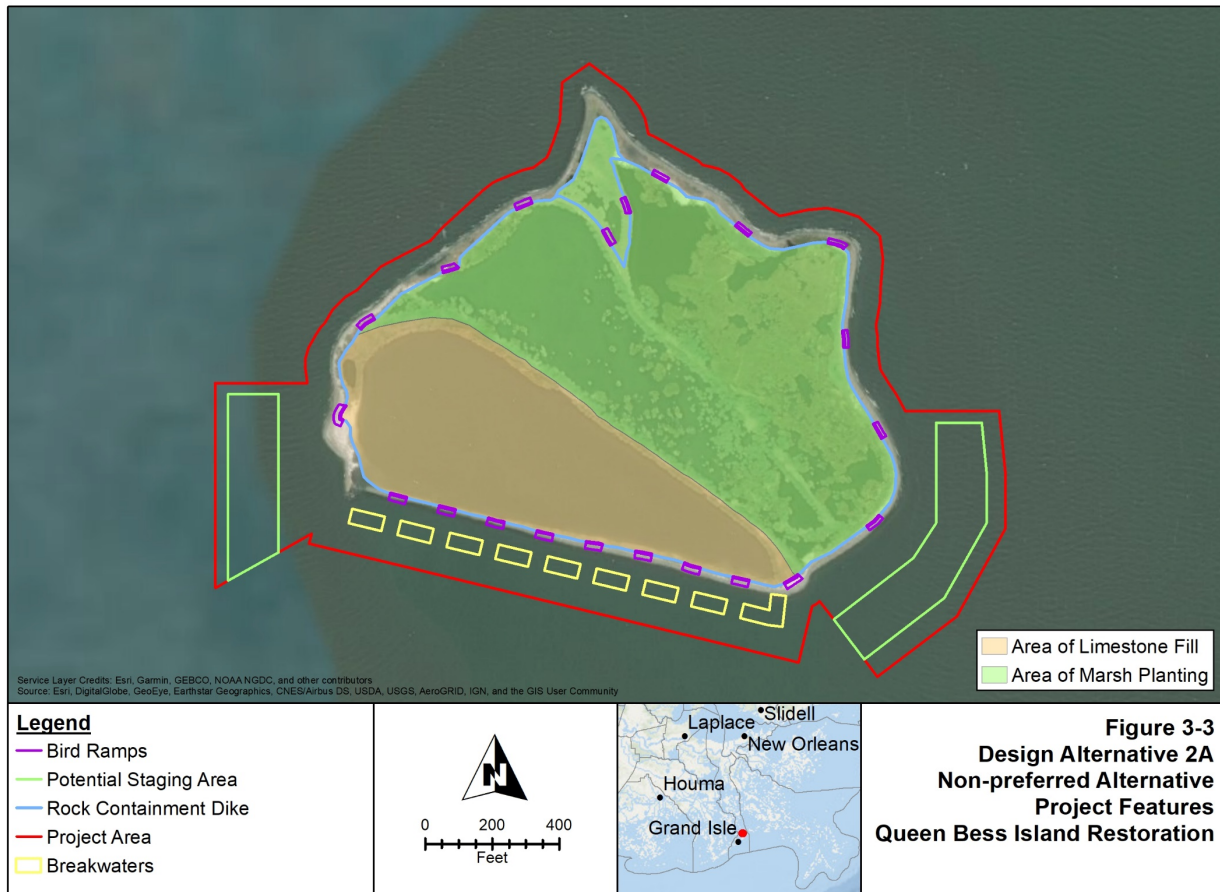 Area of Limestone Fill
Area of Marsh Planting
Service Layer Credits: Esri, Garmin, GEBCO, NOAA NGDC, and other contributors
Source: Esri, DigitalGlobe, GeoEye, Earthstar Geographics, CNES/Airbus DS, USDA, USGS, AeroGRID, IGN, and the GIS User Community
Legend
Bird Ramps
Potential Staging Area
Rock Containment Dike
Project Area
Breakwaters
N
0 200 400
Feet
Slidell
Laplace
New Orleans
Houma
Grand Isle
Figure 3-3
Design Alternative 2A
Non-preferred Alternative
Project Features
Queen Bess Island Restoration